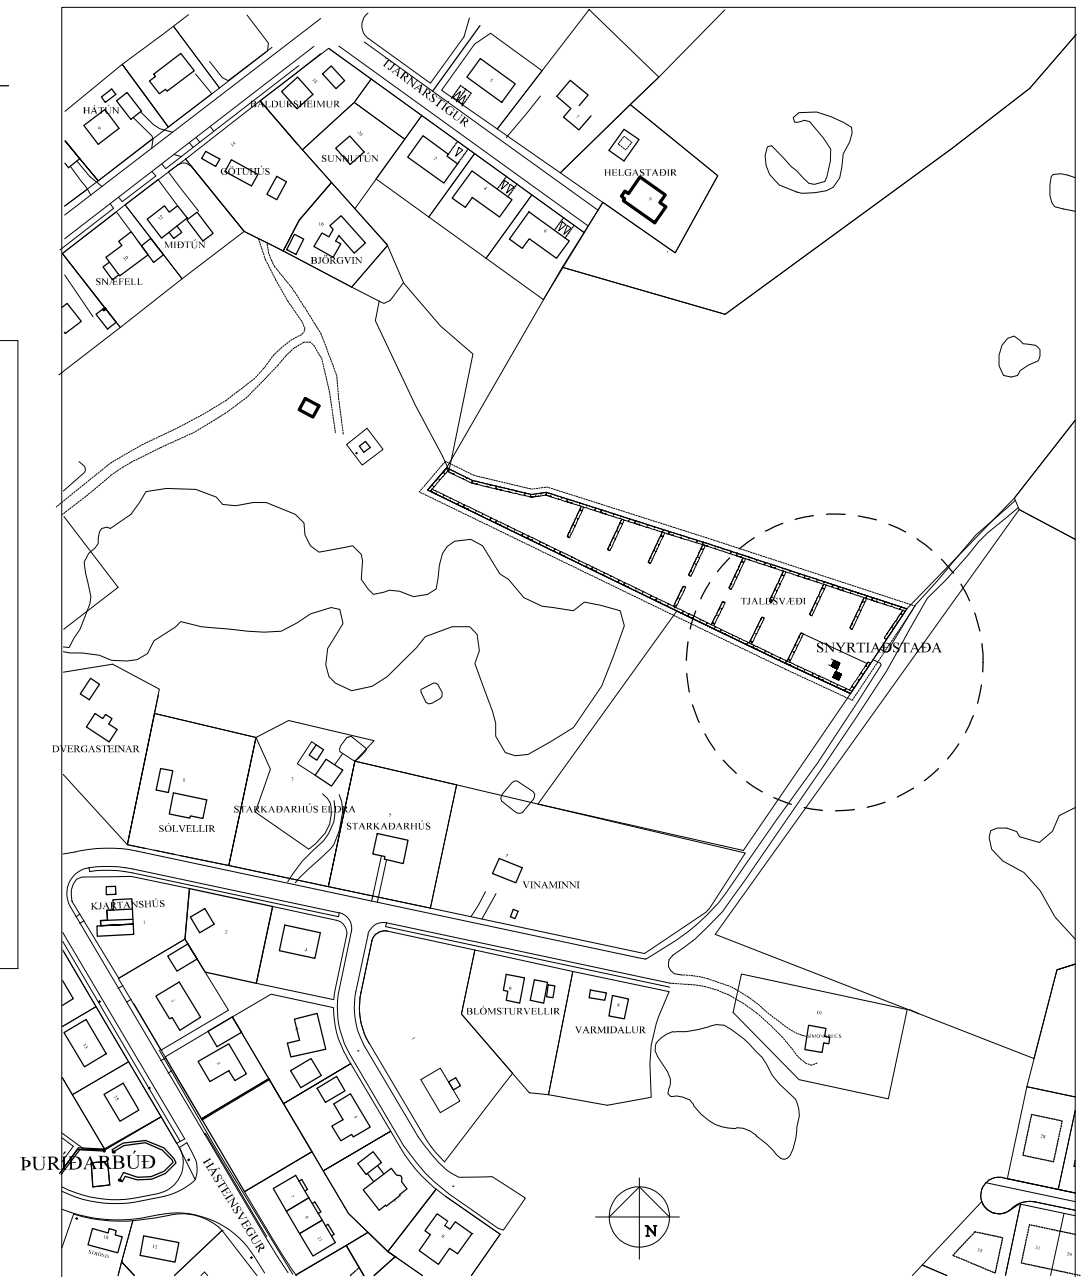 TJARNARSTÍGUR
HÁTÚN
BALDURSHEIMUR
SUNNUTÚN
GÖTUHÚS
HELGASTAÐIR
MIÐTÚN
BJÖRGVIN
SNÆFELL
TJALDSVÆÐI
SNYRTIAÐSTAÐA
DVERGASTEINAR
SÓLVELLIR
STARKAÐARHÚS ELDRA
STARKAÐARHÚS
VINAMINNI
KJARTANSHÚS
BLÓMSTURVELLIR
VARMIDALUR
ÞURÍÐARBÚÐ
HÁSTEINSVEGUR
N